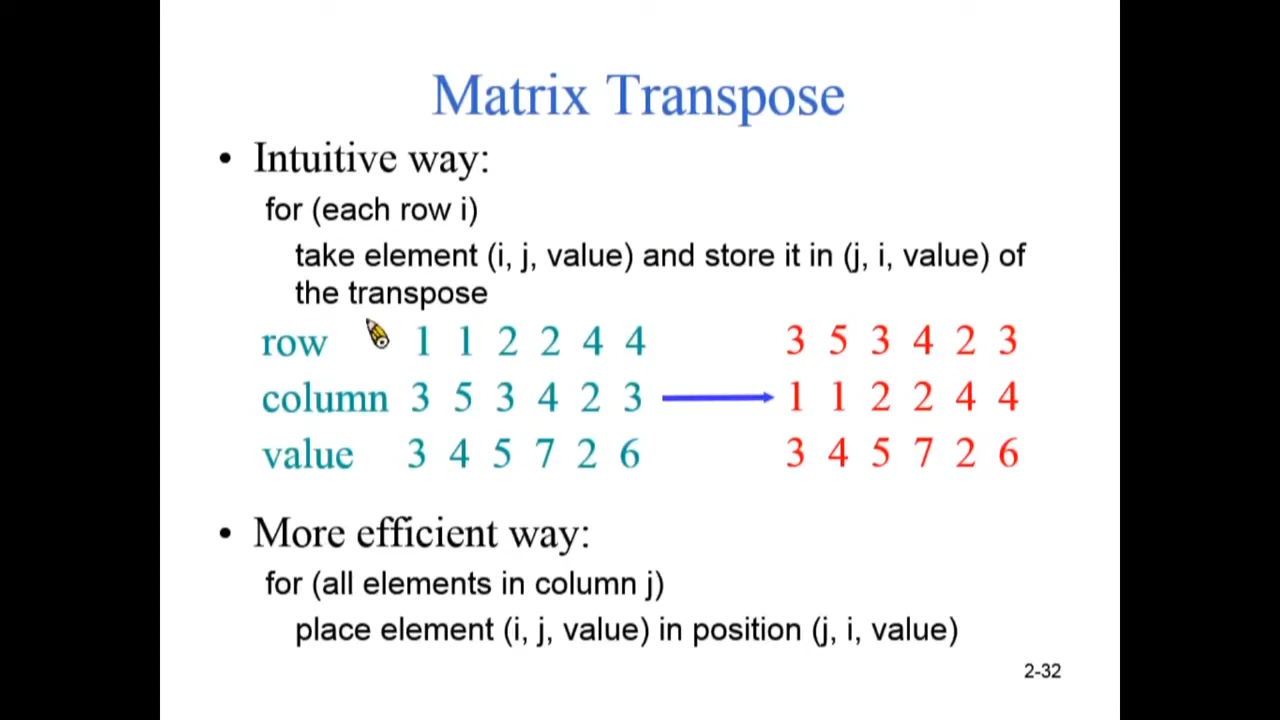 Matrix Transpose
• Intuitive way:
for (each row i)
take element (i, j, value) and store it in (j, i, value) of
the transpose
row 1 1 2 2 4 4 3 5 3 4 2 3
column 3 5 3 4 2 3 1 1 2 2 4 4
value 3 4 5 7 2 6 3 4 5 7 2 6
• More efficient way:
for (all elements in column j)
place element (i, j, value) in position (j, i, value)
2-32